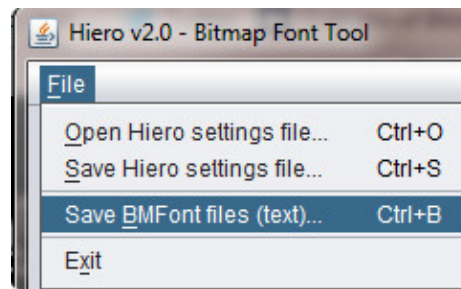 Hiero v2.0 - Bitmap Font Tool
File
Open Hiero settings file... Ctrl+O
Save Hiero settings file... Ctrl+S
Save BMFont files (text)... Ctrl+B
Exit